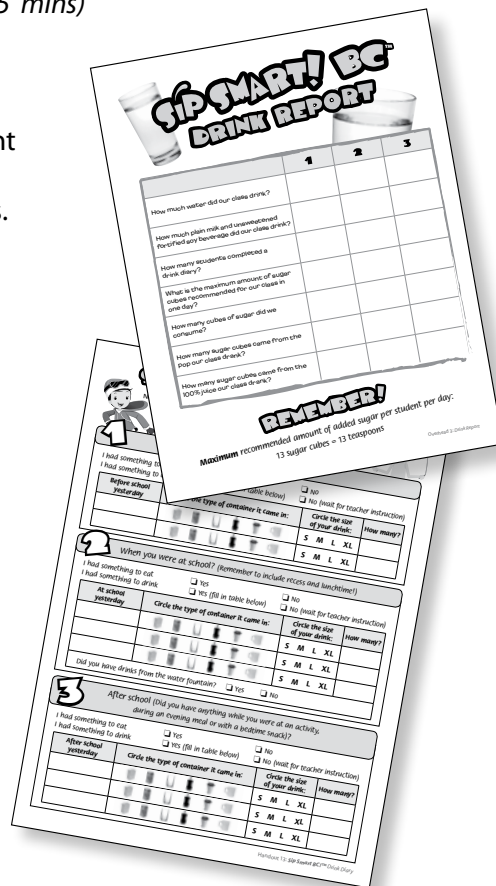 5 mins)
nt
s.
SIP SMART! BC™
DRINK REPORT
1 2 3
How much water did our class drink?
How much plain milk and unsweetened
fortified soy beverage did our class drink?
How many students completed a
drink diary?
What is the maximum amount of sugar
cubes recommended for our class in
one day?
How many cubes of sugar did we
consume?
How many sugar cubes came from the
pop our class drank?
How many sugar cubes came from the
100% juice our class drank?
REMEMBER!
Maximum recommended amount of added sugar per student per day:
13 sugar cubes = 13 teaspoons
1
I had something to
I had something to
n table below)
No
No (wait for teacher instruction)
Before school
yesterday
the type of container it came in:
Circle the size
of your drink:
How many?
S M L XL
S M L XL
2
When you were at school? (Remember to include recess and lunchtime!)
I had something to eat Yes No
I had something to drink Yes (fill in table below) No (wait for teacher instruction)
At school
yesterday
Circle the type of container it came in:
Circle the size
of your drink:
How many?
S M L XL
S M L XL
S M L XL
Did you have drinks from the water fountain? Yes No
3
After school (Did you have anything while you were at an activity,
during an evening meal or with a bedtime snack)?
I had something to eat Yes No
I had something to drink Yes (fill in table below) No (wait for teacher instruction)
After school
yesterday
Circle the type of container it came in:
Circle the size
of your drink:
How many?
S M L XL
S M L XL
S M L XL
Handout 13: Sip Smart BC!™ Drink Diary